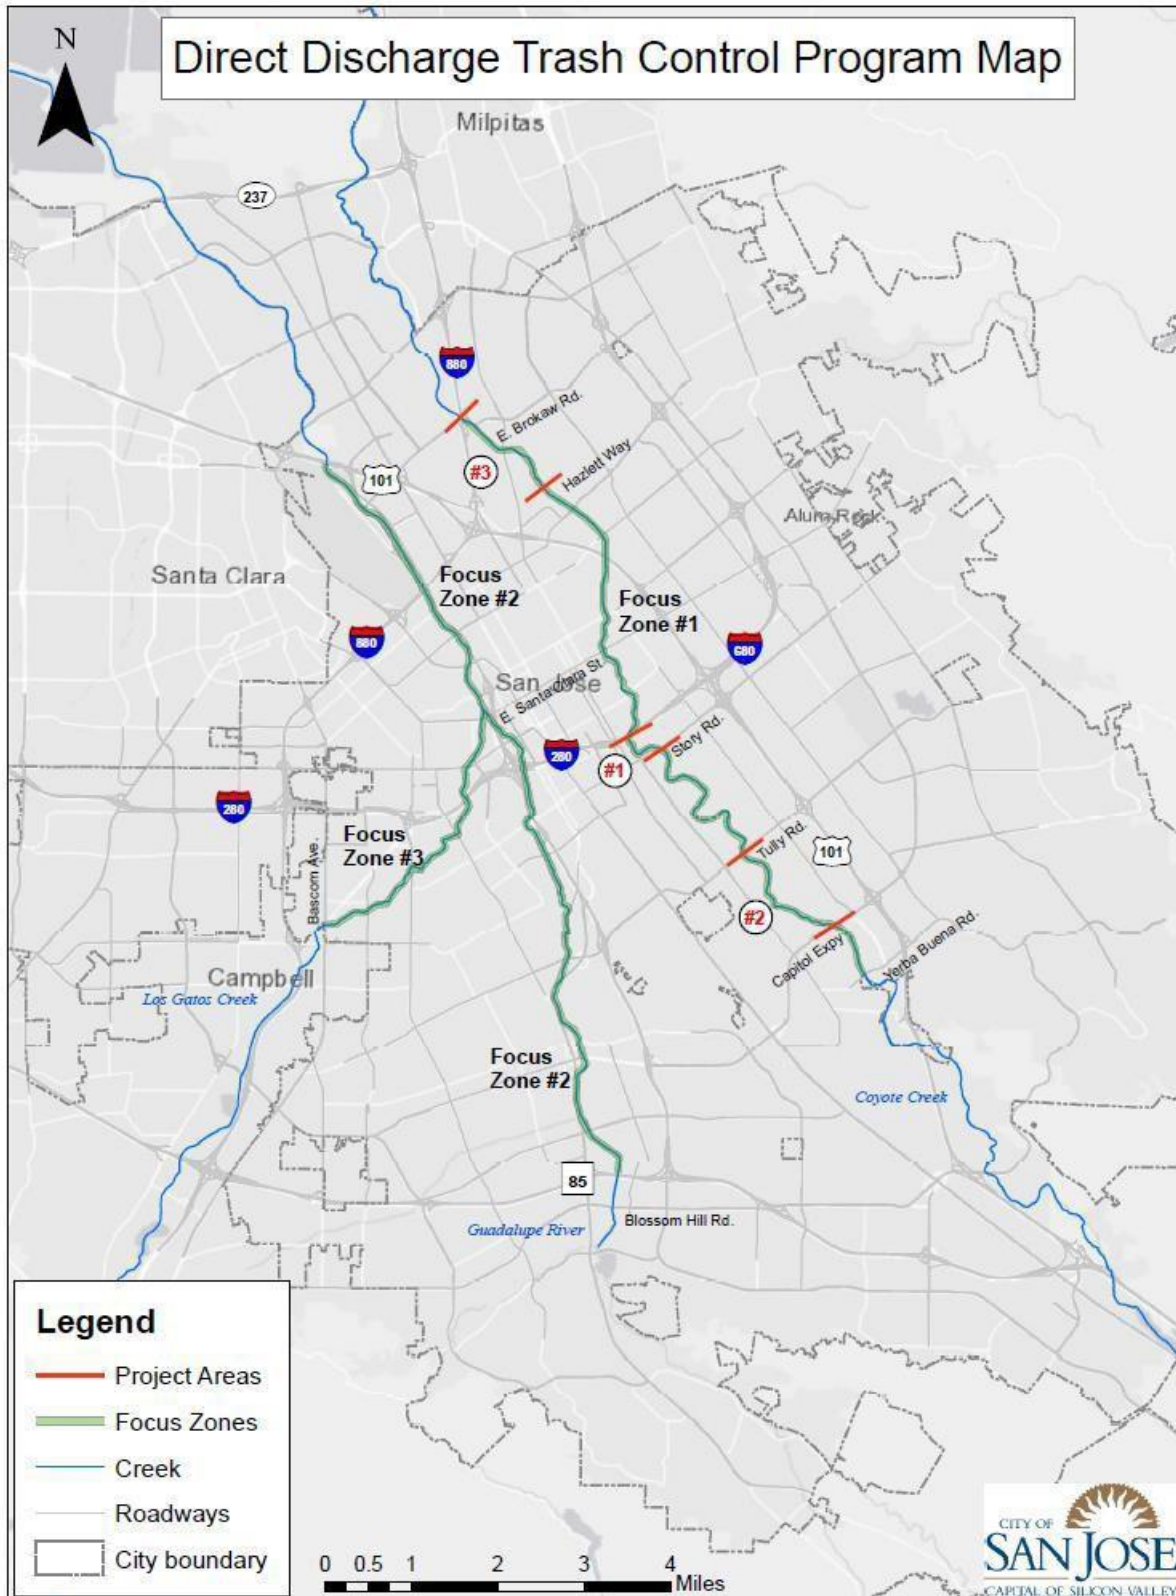 N
Direct Discharge Trash Control Program Map
Milpitas
237
880
E. Brokaw Rd.
#3
Hazlett Way
101
Alum Rock
Santa Clara
Focus
Zone #2
Focus
Zone #1
880
680
San Jose
E. Santa Clara St.
Story Rd.
280
#1
280
Focus
Zone #3
Bascom Ave.
Tully Rd.
101
#2
Capitol Expy
Yerba Buena Rd.
Campbell
Los Gatos Creek
Focus
Zone #2
Coyote Creek
85
Guadalupe River
Blossom Hill Rd.
Legend
Project Areas
Focus Zones
Creek
Roadways
City boundary
0 0.5 1 2 3 4
Miles
CITY OF
SAN JOSE
CAPITAL OF SILICON VALLEY